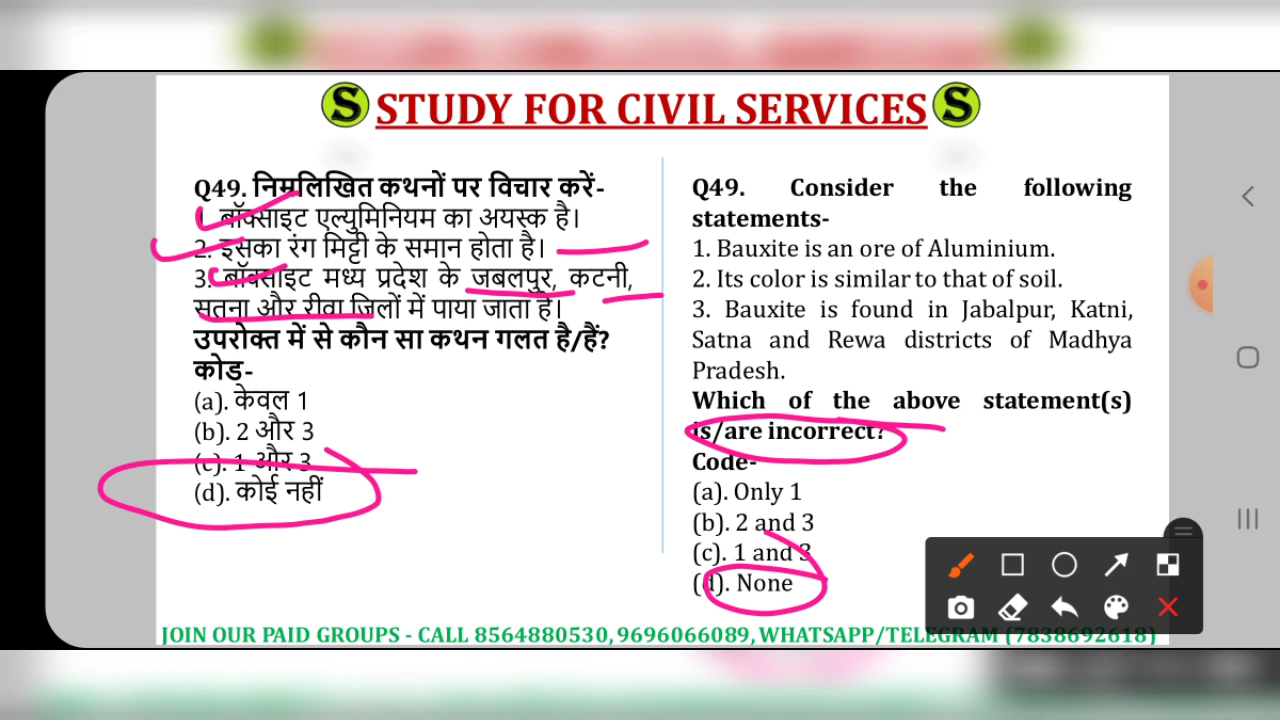 STUDY FOR CIVIL SERVICES
Q49. निम्नलिखित कथनों पर विचार करें-
1. बॉक्साइट एल्युमिनियम का अयस्क है।
2. इसका रंग मिट्टी के समान होता है।
3. बॉक्साइट मध्य प्रदेश के जबलपुर, कटनी,
सतना और रीवा जिलों में पाया जाता है।
उपरोक्त में से कौन सा कथन गलत है/हैं?
कोड-
(a). केवल 1
(b). 2 और 3
(c). 1 और 3
(d). कोई नहीं
Q49. Consider the following
statements-
1. Bauxite is an ore of Aluminium.
2. Its color is similar to that of soil.
3. Bauxite is found in Jabalpur, Katni,
Satna and Rewa districts of Madhya
Pradesh.
Which of the above statement(s)
is/are incorrect?
Code-
(a). Only 1
(b). 2 and 3
(c). 1 and 3
(d). None
JOIN OUR PAID GROUPS - CALL 8564880530, 9696066089, WHATSAPP/TELEGRAM (7838692618)